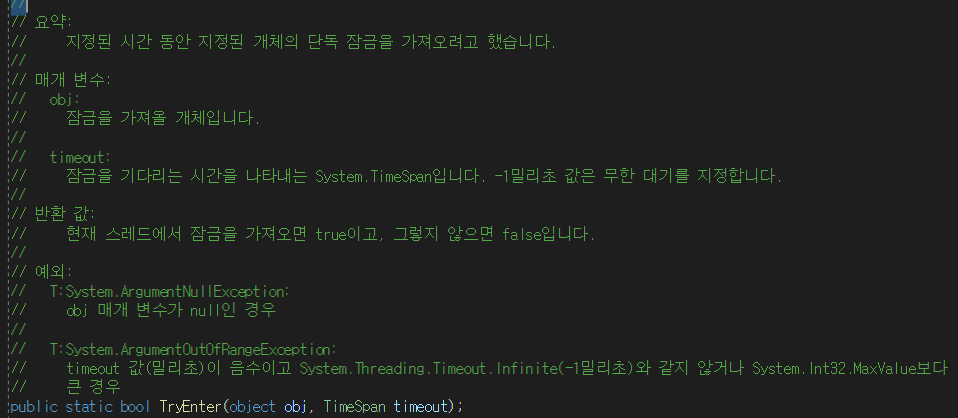 //
// 요약:
//     지정된 시간 동안 지정된 개체의 단독 잠금을 가져오려고 했습니다.
//
// 매개 변수:
//   obj:
//     잠금을 가져올 개체입니다.
//
//   timeout:
//     잠금을 기다리는 시간을 나타내는 System.TimeSpan입니다. -1밀리초 값은 무한 대기를 지정합니다.
//
// 반환 값:
//     현재 스레드에서 잠금을 가져오면 true이고, 그렇지 않으면 false입니다.
//
// 예외:
//   T:System.ArgumentNullException:
//     obj 매개 변수가 null인 경우
//
//   T:System.ArgumentOutOfRangeException:
//     timeout 값(밀리초)이 음수이고 System.Threading.Timeout.Infinite(-1밀리초)와 같지 않거나 System.Int32.MaxValue보다
//     큰 경우
public static bool TryEnter(object obj, TimeSpan timeout);